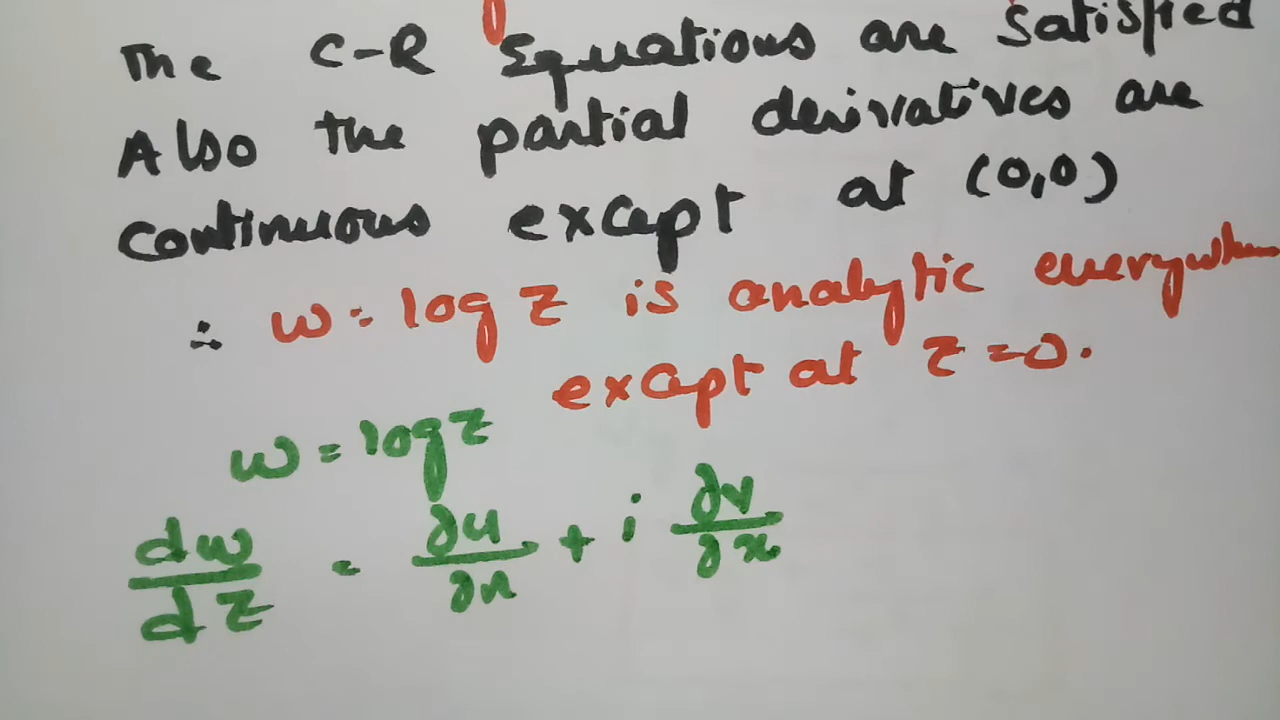 The C-R Equations are satisfied
Also the partial derivatives are
continuous except at (0,0)
∴ w = log z is analytic everywhere
except at z = 0.
w = log z
dw/dz = ∂u/∂x + i ∂v/∂x